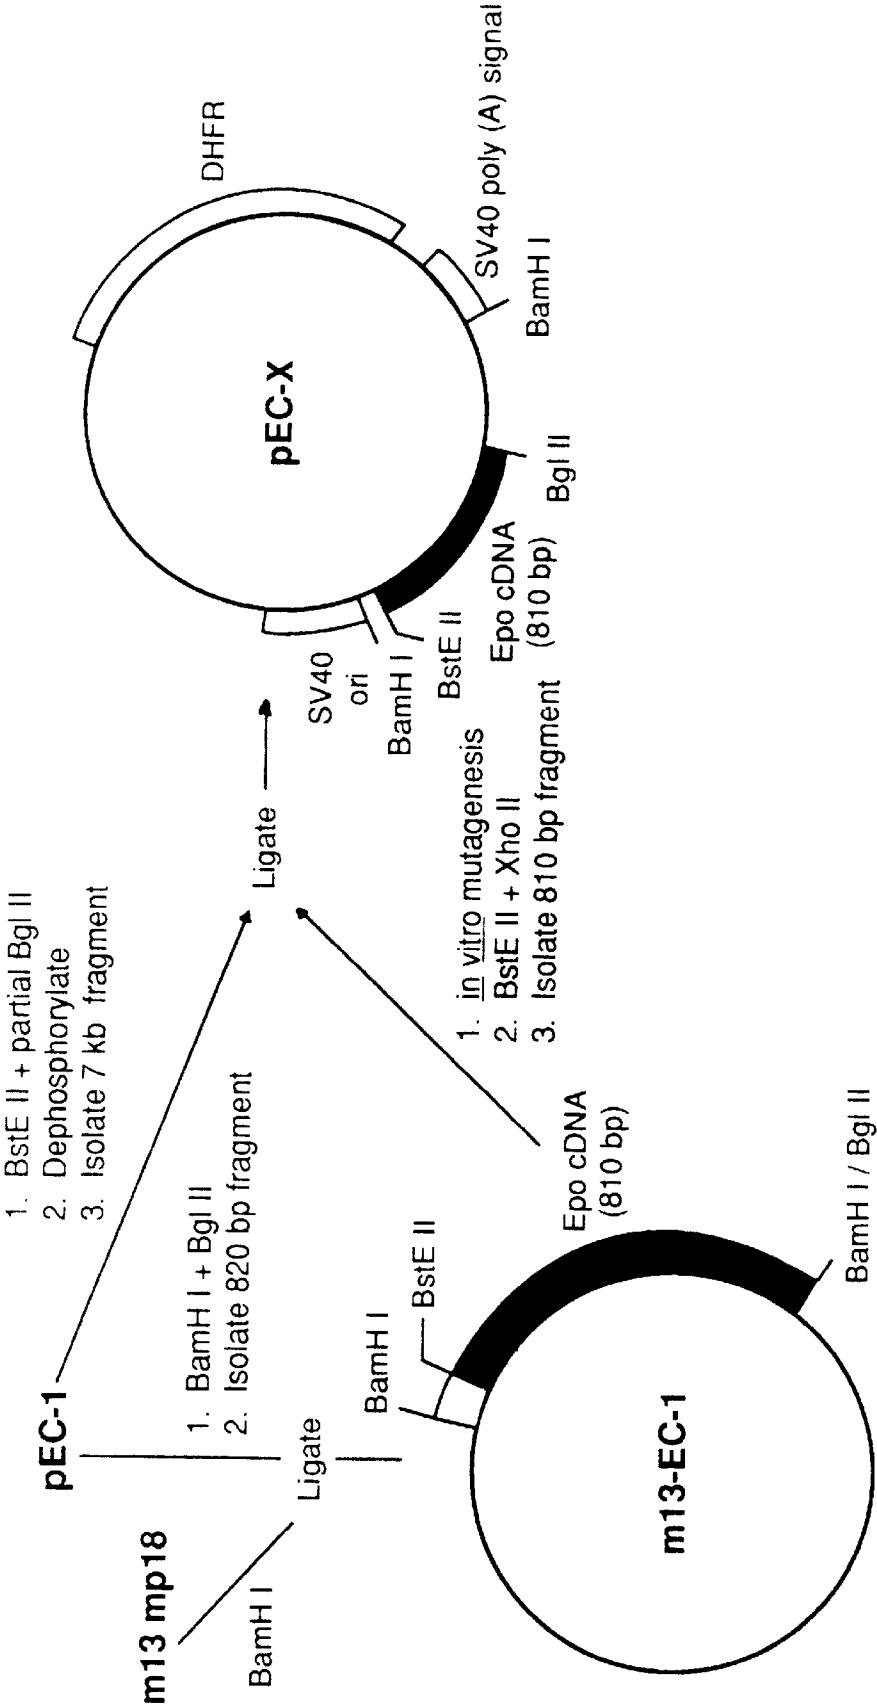 m13 mp18
BamH I
pEC-1
1. BamH I + Bgl II
2. Isolate 820 bp fragment
Ligate
1. BstE II + partial Bgl II
2. Dephosphorylate
3. Isolate 7 kb fragment
m13-EC-1
BamH I
BstE II
Epo cDNA
(810 bp)
BamH I / Bgl II
1. in vitro mutagenesis
2. BstE II + Xho II
3. Isolate 810 bp fragment
Ligate
pEC-X
SV40
ori
BamH I
BstE II
Epo cDNA
(810 bp)
Bgl II
BamH I
SV40 poly (A) signal
DHFR